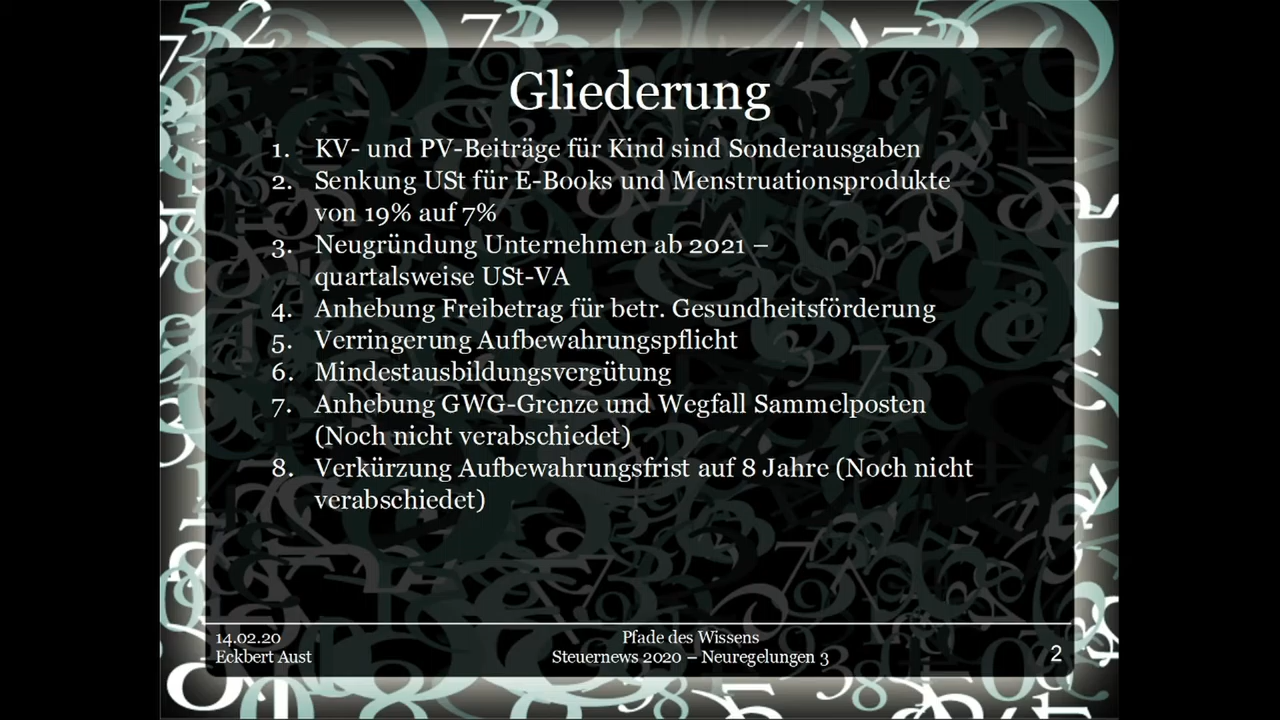 Gliederung
1. KV- und PV-Beiträge für Kind sind Sonderausgaben
2. Senkung USt für E-Books und Menstruationsprodukte
von 19% auf 7%
3. Neugründung Unternehmen ab 2021 –
quartalsweise USt-VA
4. Anhebung Freibetrag für betr. Gesundheitsförderung
5. Verringerung Aufbewahrungspflicht
6. Mindestausbildungsvergütung
7. Anhebung GWG-Grenze und Wegfall Sammelposten
(Noch nicht verabschiedet)
8. Verkürzung Aufbewahrungsfrist auf 8 Jahre (Noch nicht
verabschiedet)
14.02.20
Eckbert Aust
Pfade des Wissens
Steuernews 2020 – Neuregelungen 3
2